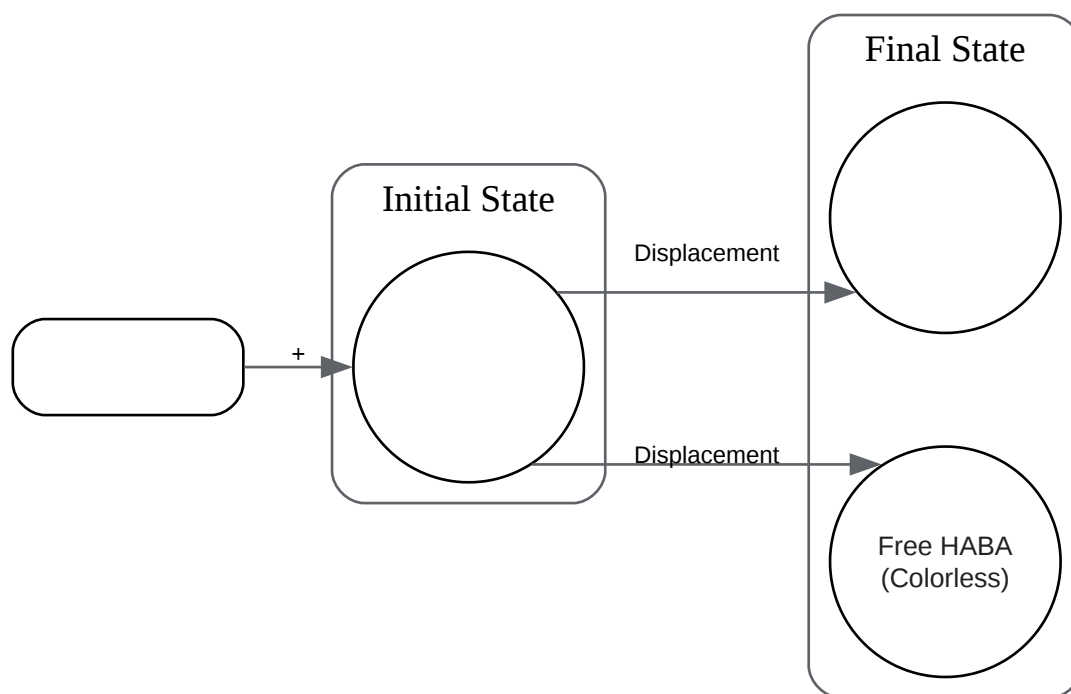 Final State
Initial State
Displacement
+
Displacement
Free HABA
(Colorless)